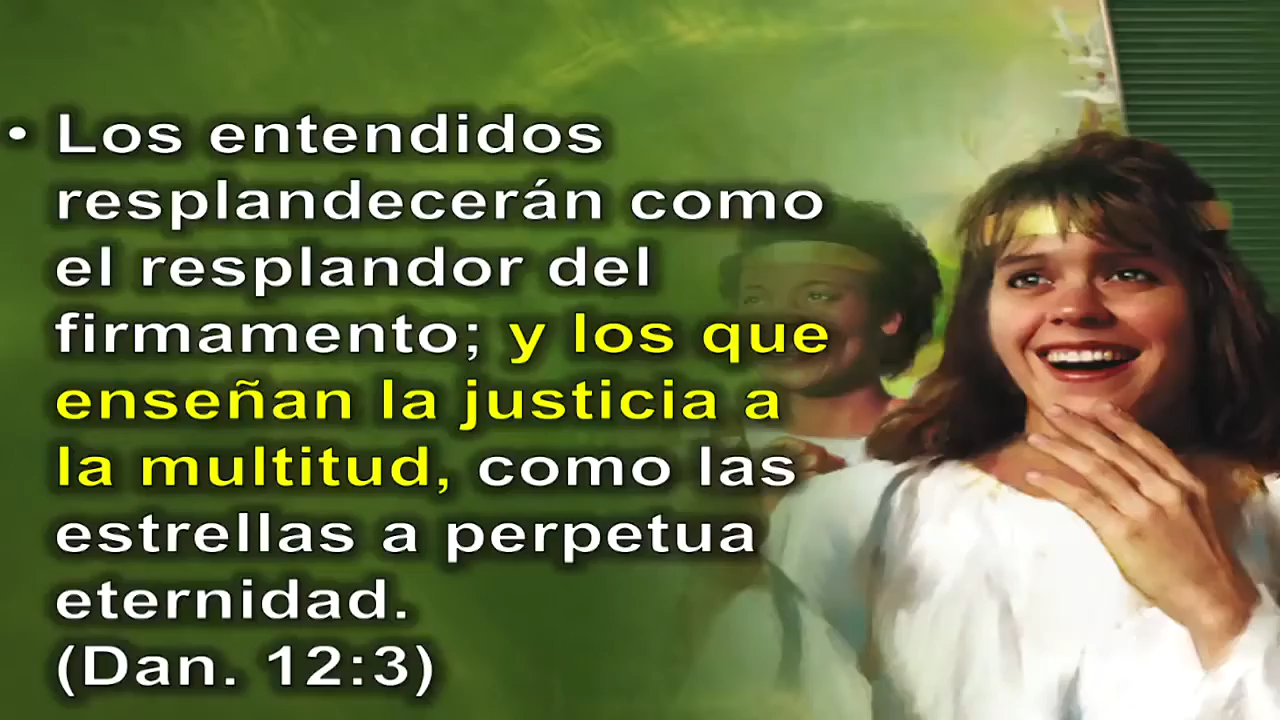 • Los entendidos
resplandecerán como
el resplandor del
firmamento; y los que
enseñan la justicia a
la multitud, como las
estrellas a perpetua
eternidad.
(Dan. 12:3)